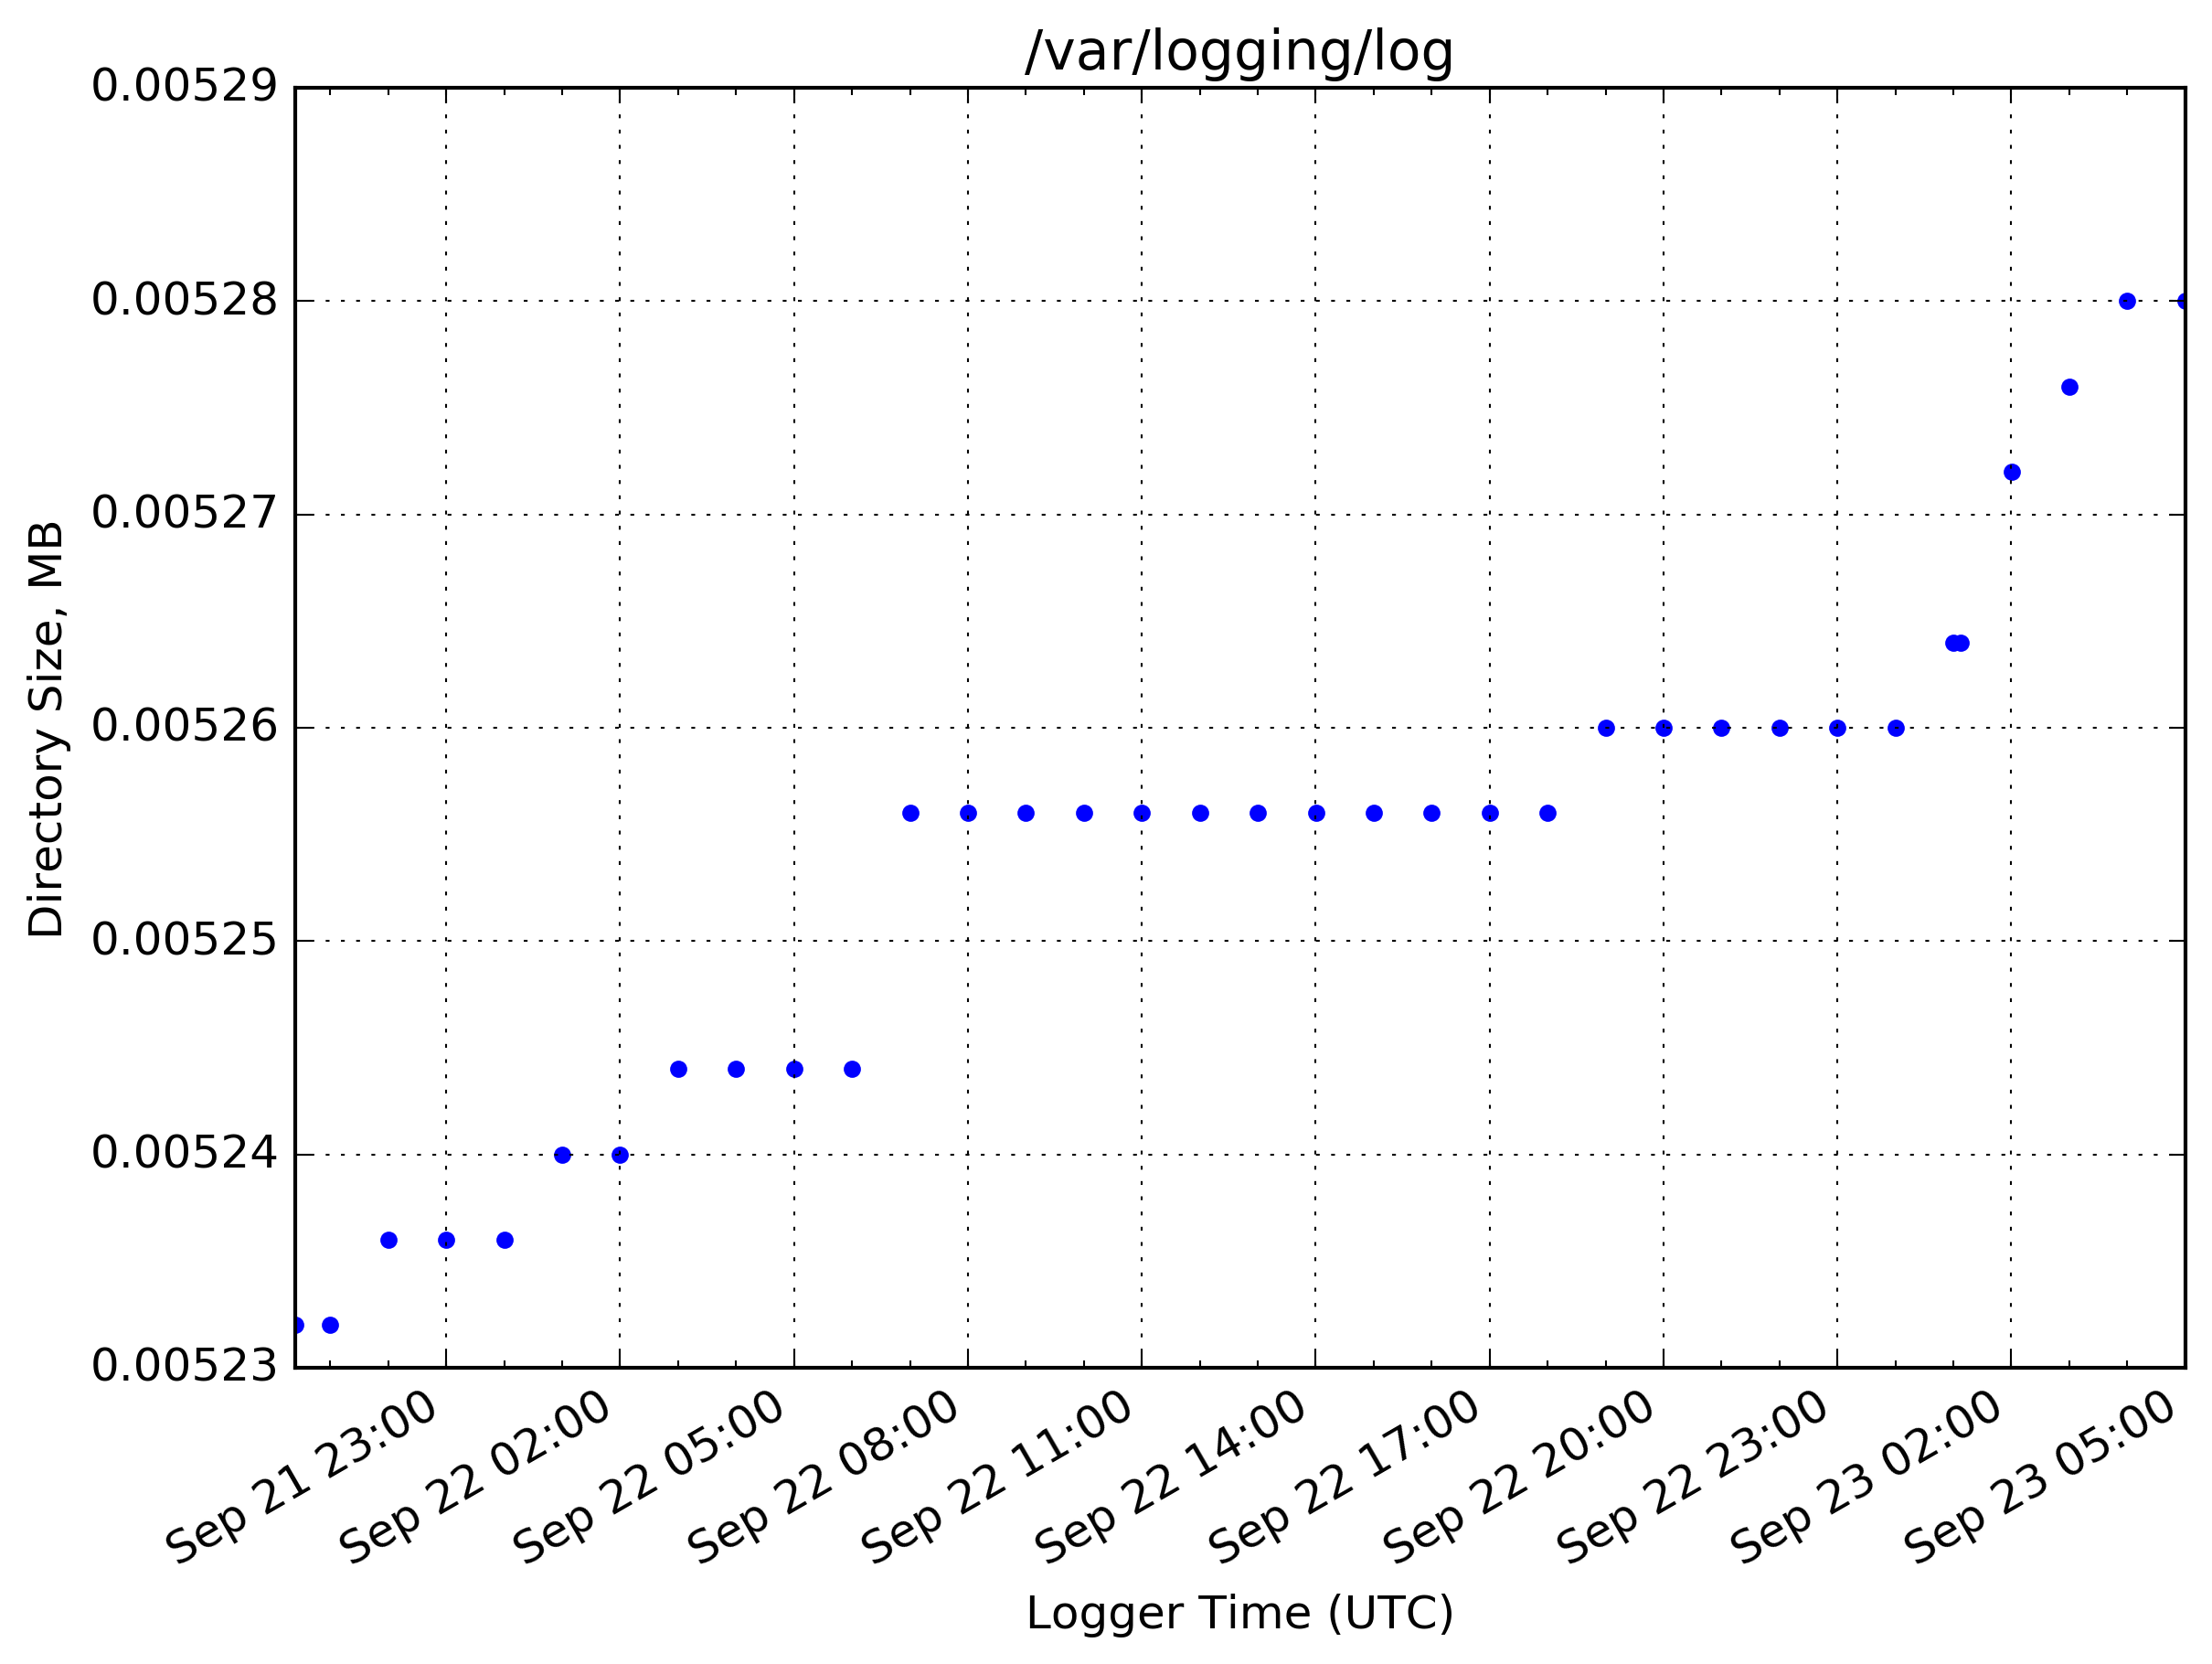 /var/logging/log
0.00529
0.00528
0.00527
0.00526
0.00525
0.00524
0.00523
Directory Size, MB
Sep 21 23:00
Sep 22 02:00
Sep 22 05:00
Sep 22 08:00
Sep 22 11:00
Sep 22 14:00
Sep 22 17:00
Sep 22 20:00
Sep 22 23:00
Sep 23 02:00
Sep 23 05:00
Logger Time (UTC)